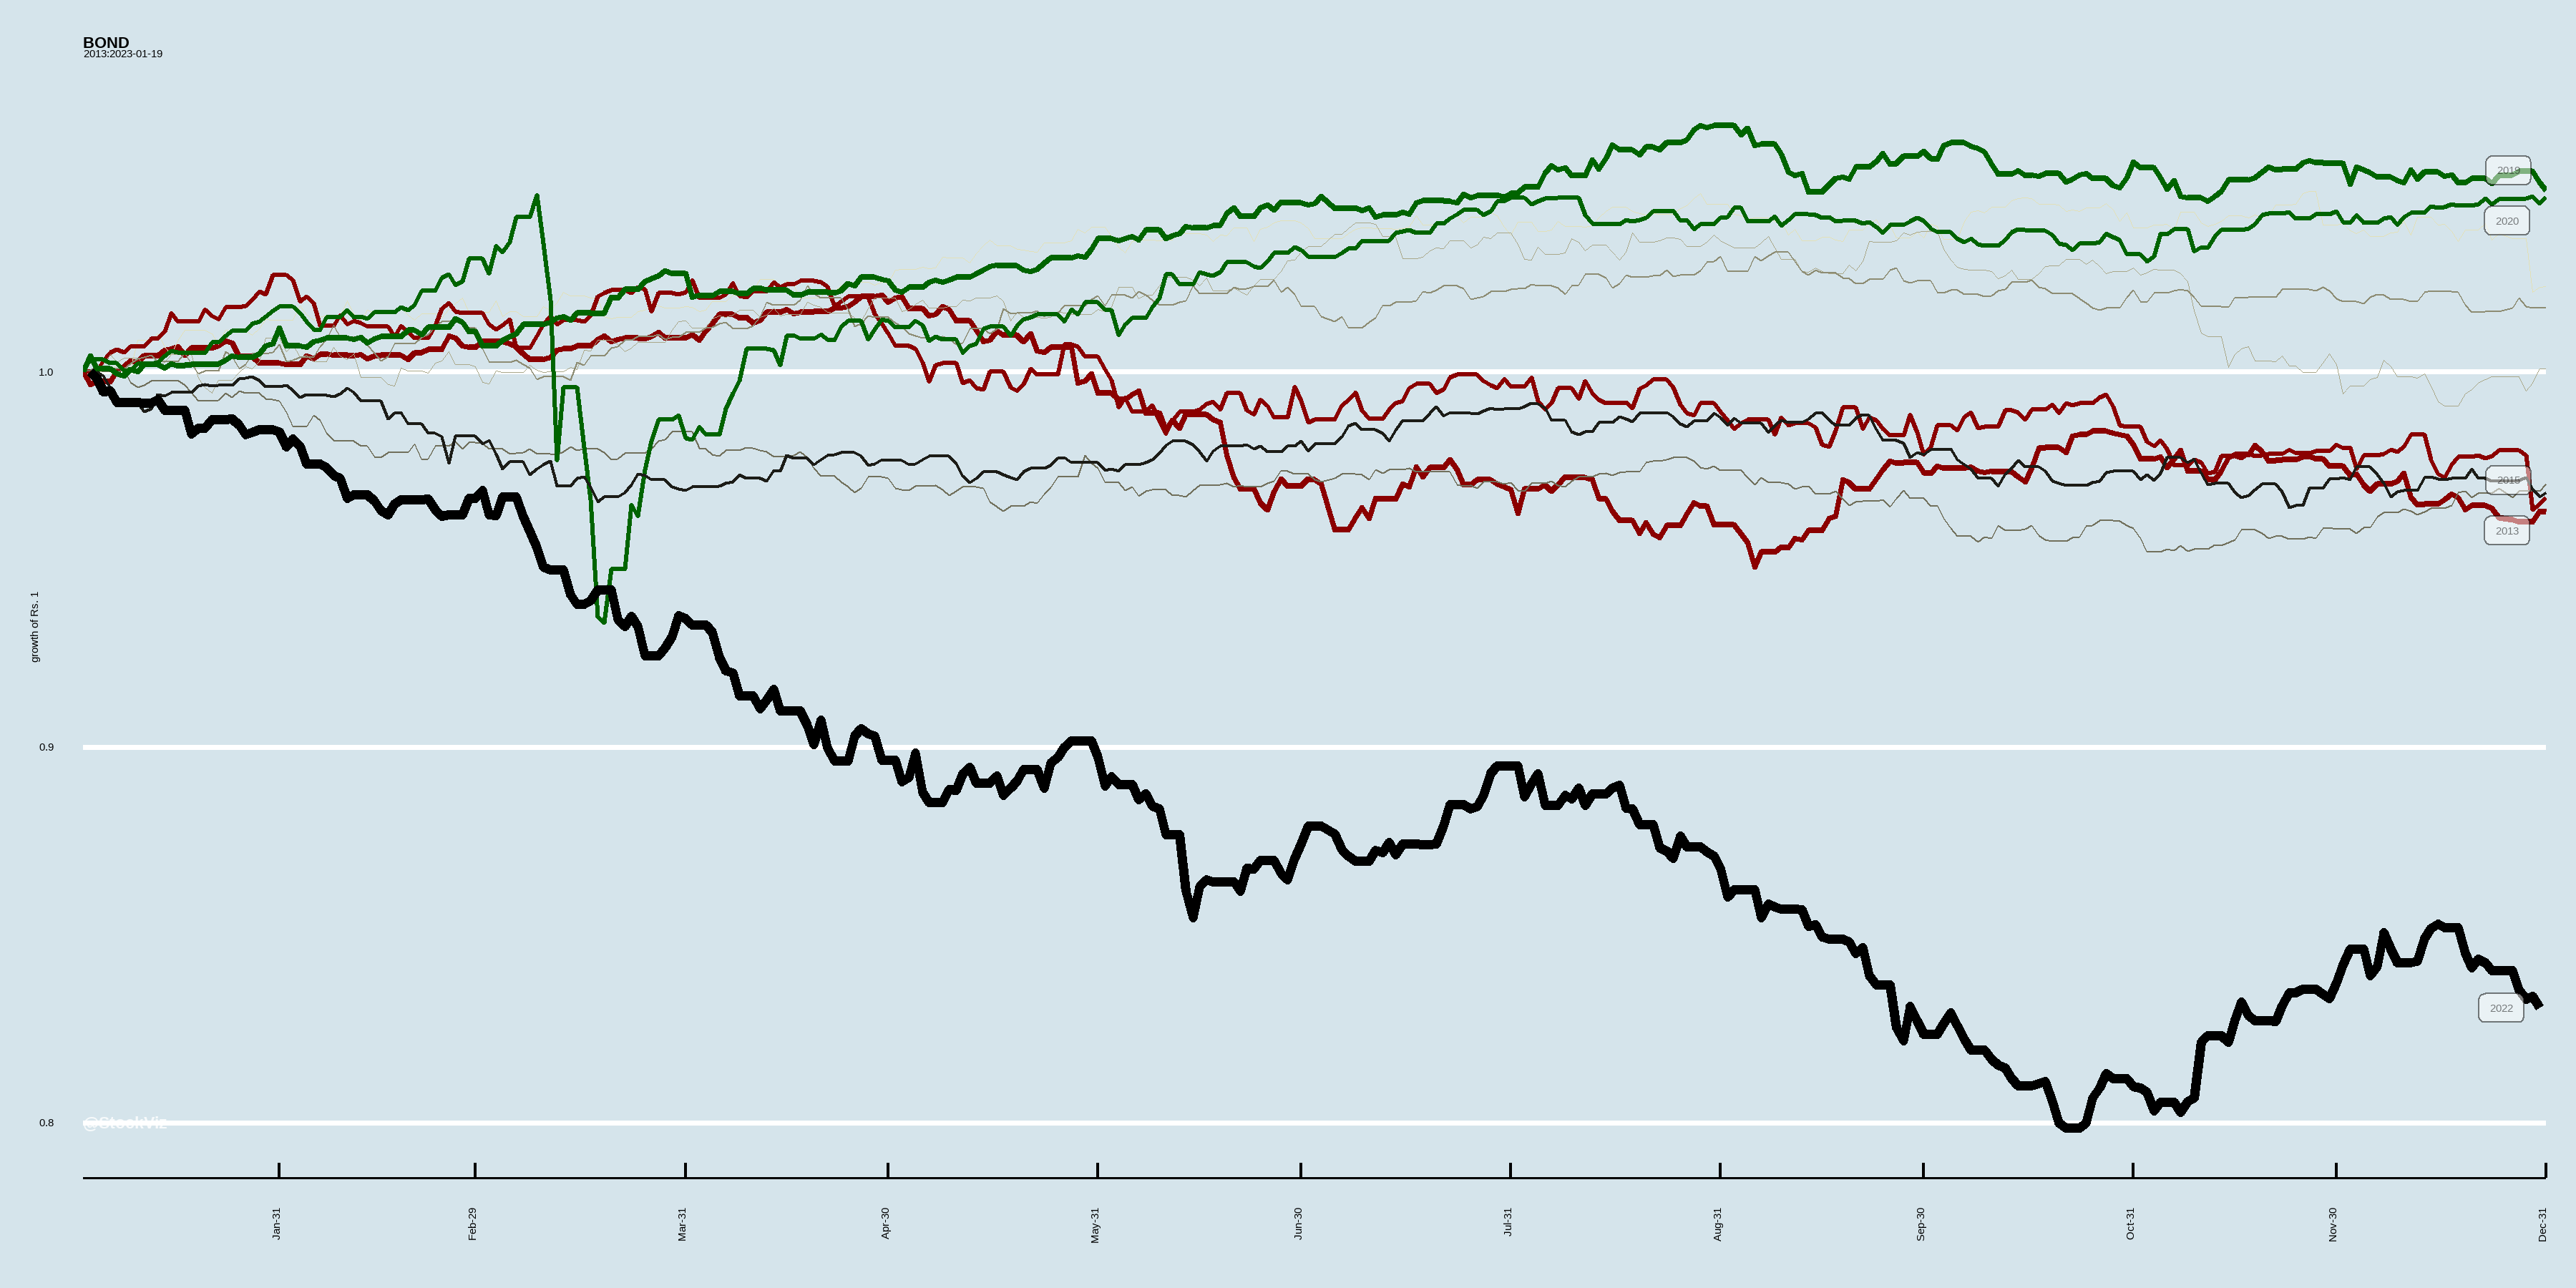 BOND
2013:2023-01-19
2019
2020
1.0
2015
2013
growth of Rs. 1
0.9
2022
0.8
@StockViz
Jan-31
Feb-29
Mar-31
Apr-30
May-31
Jun-30
Jul-31
Aug-31
Sep-30
Oct-31
Nov-30
Dec-31